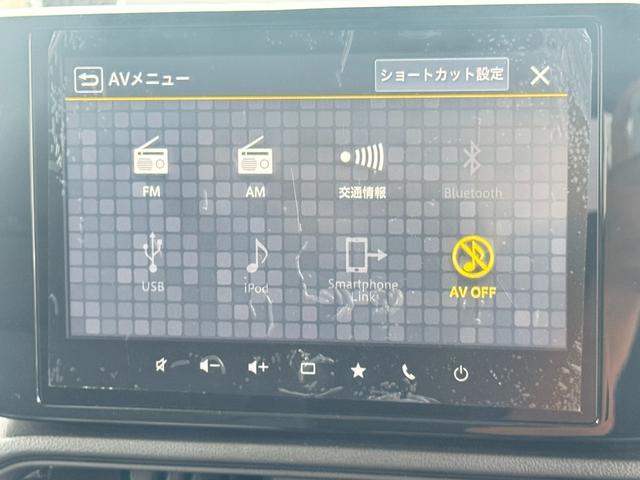 AVメニュー
ショートカット設定
FM
AM
交通情報
Bluetooth
USB
iPod
Smartphone
Link
AV OFF